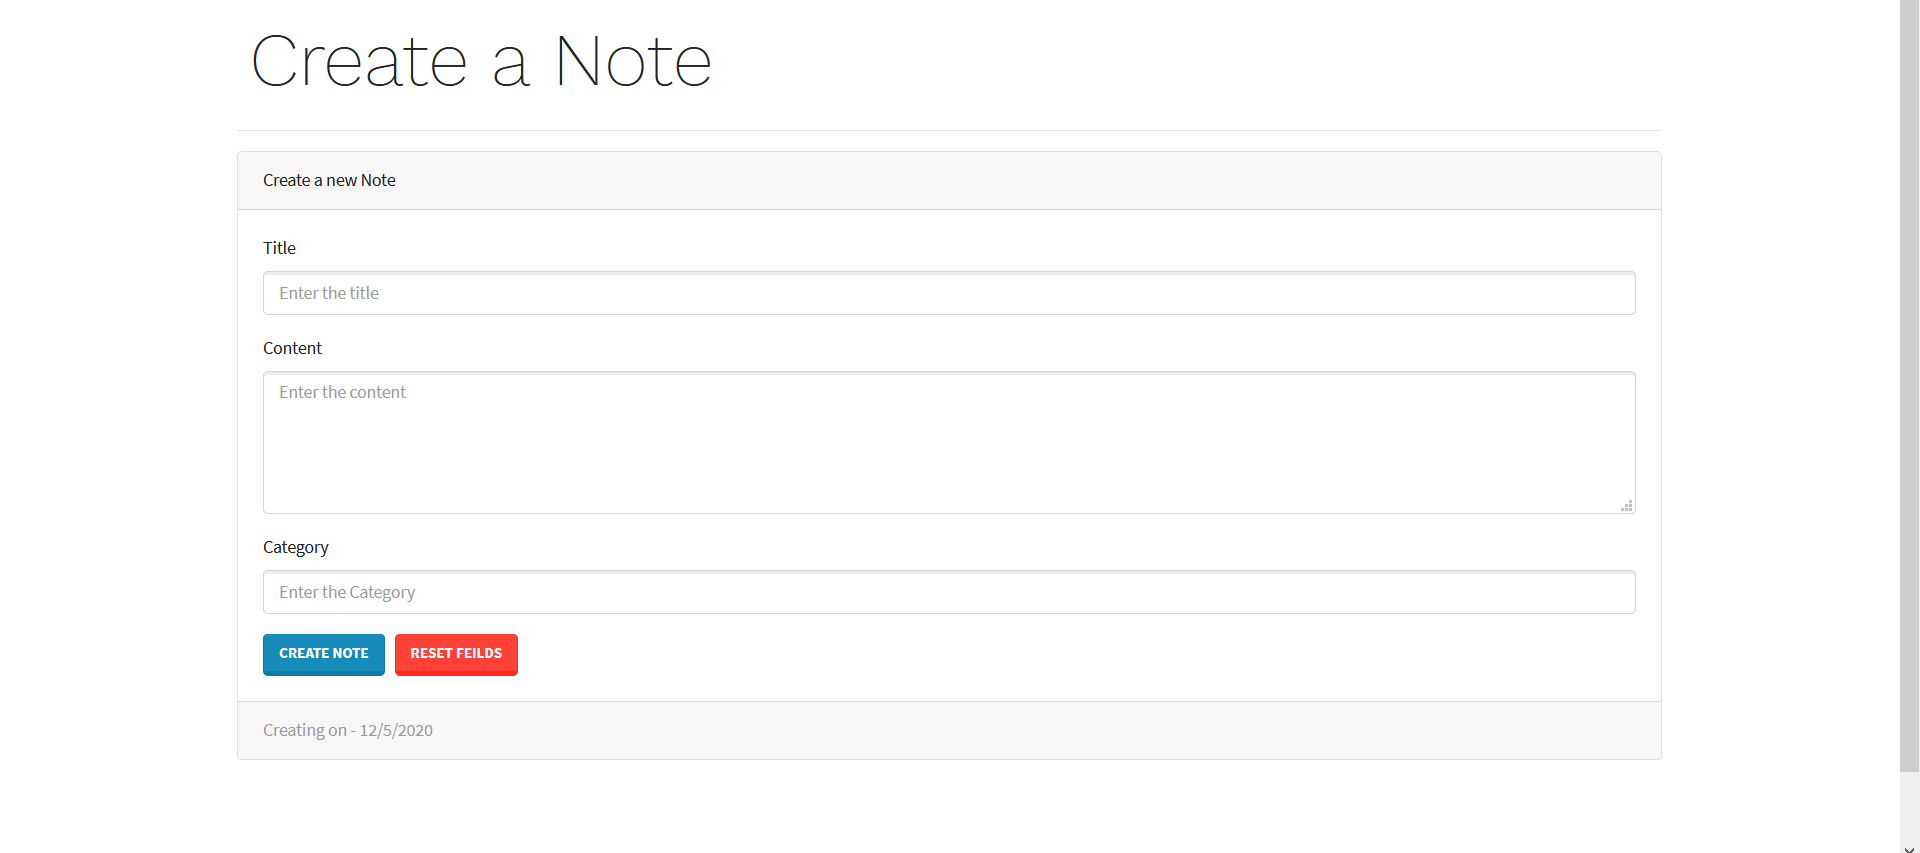 Create a Note
Create a new Note
Title
Enter the title
Content
Enter the content
Category
Enter the Category
CREATE NOTE RESET FEILDS
Creating on - 12/5/2020